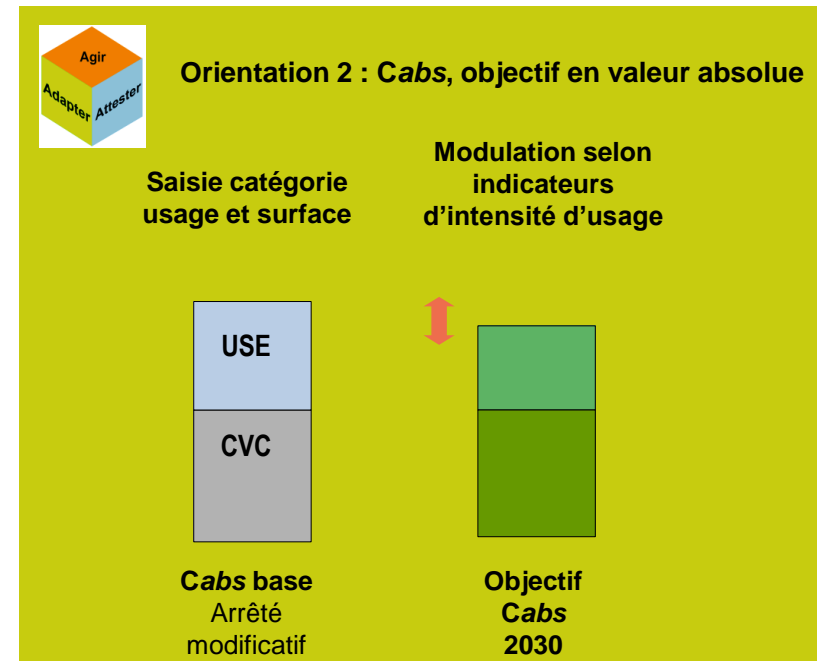 Agir
Adapter
Attester
Orientation 2 : Cabs, objectif en valeur absolue
Saisie catégorie
usage et surface
Modulation selon
indicateurs
d'intensité d'usage
USE
CVC
Cabs base
Arrêté
modificatif
Objectif
Cabs
2030